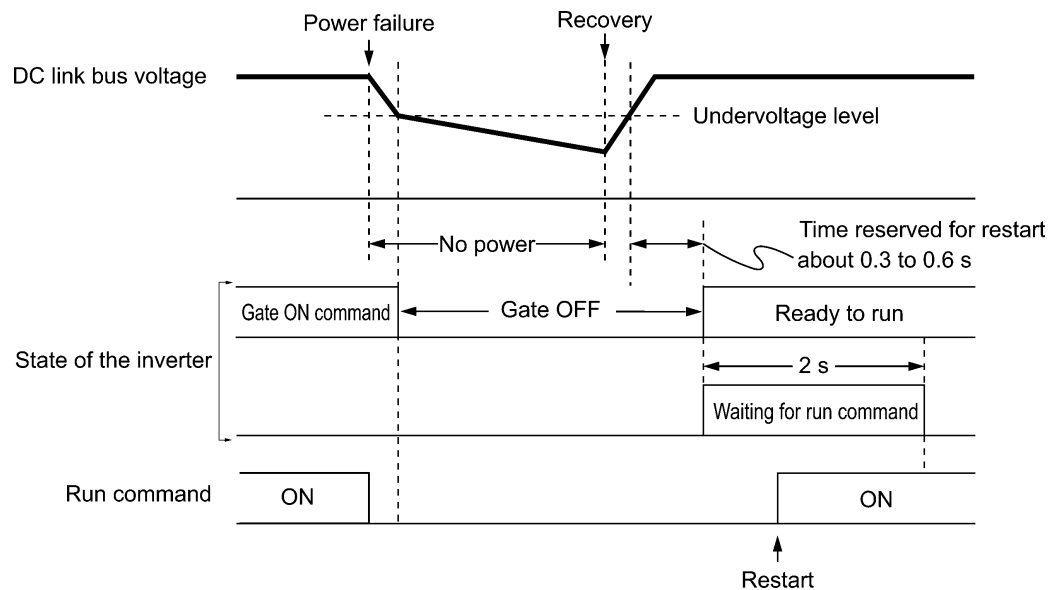 Power failure
Recovery
DC link bus voltage
Undervoltage level
No power
Time reserved for restart
about 0.3 to 0.6 s
Gate ON command
Gate OFF
Ready to run
State of the inverter
2 s
Waiting for run command
Run command
ON
ON
Restart